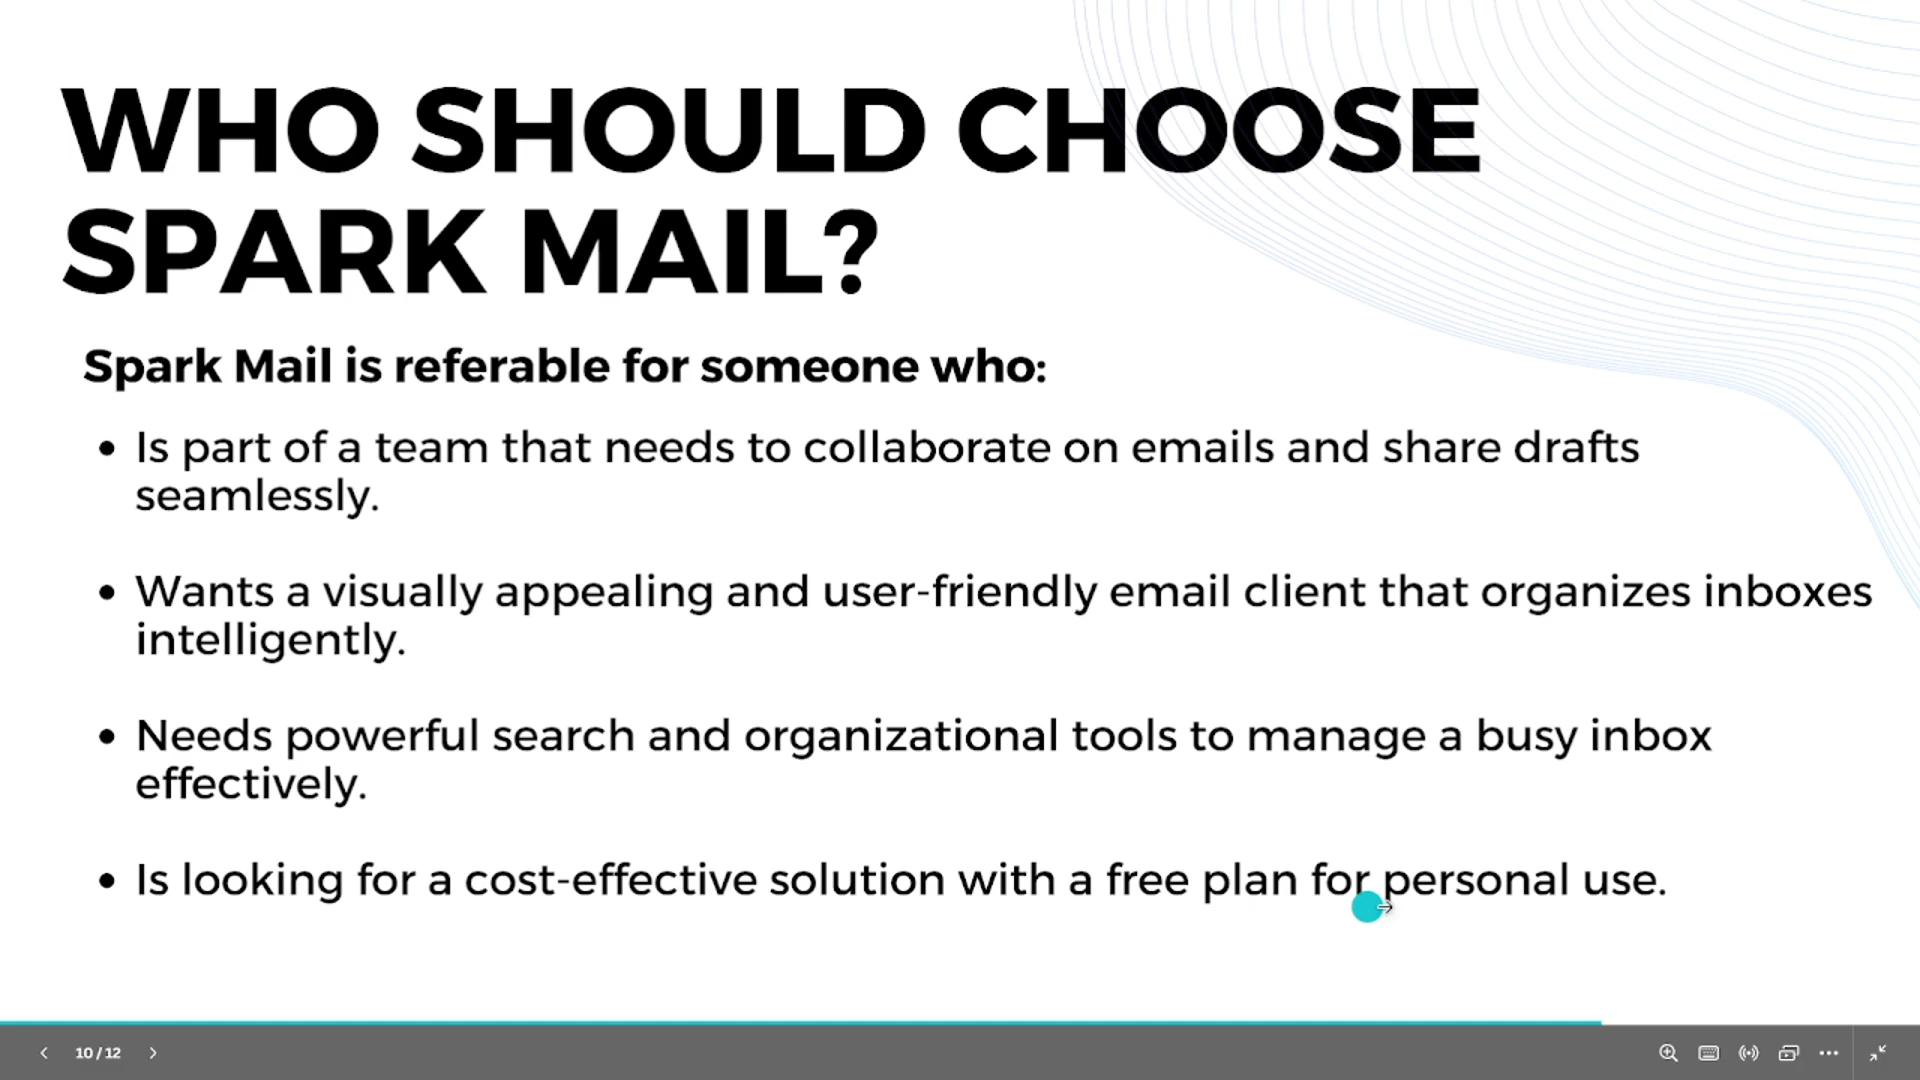 WHO SHOULD CHOOSE
SPARK MAIL?
Spark Mail is referable for someone who:
• Is part of a team that needs to collaborate on emails and share drafts
seamlessly.
• Wants a visually appealing and user-friendly email client that organizes inboxes
intelligently.
• Needs powerful search and organizational tools to manage a busy inbox
effectively.
• Is looking for a cost-effective solution with a free plan for personal use.
10 / 12